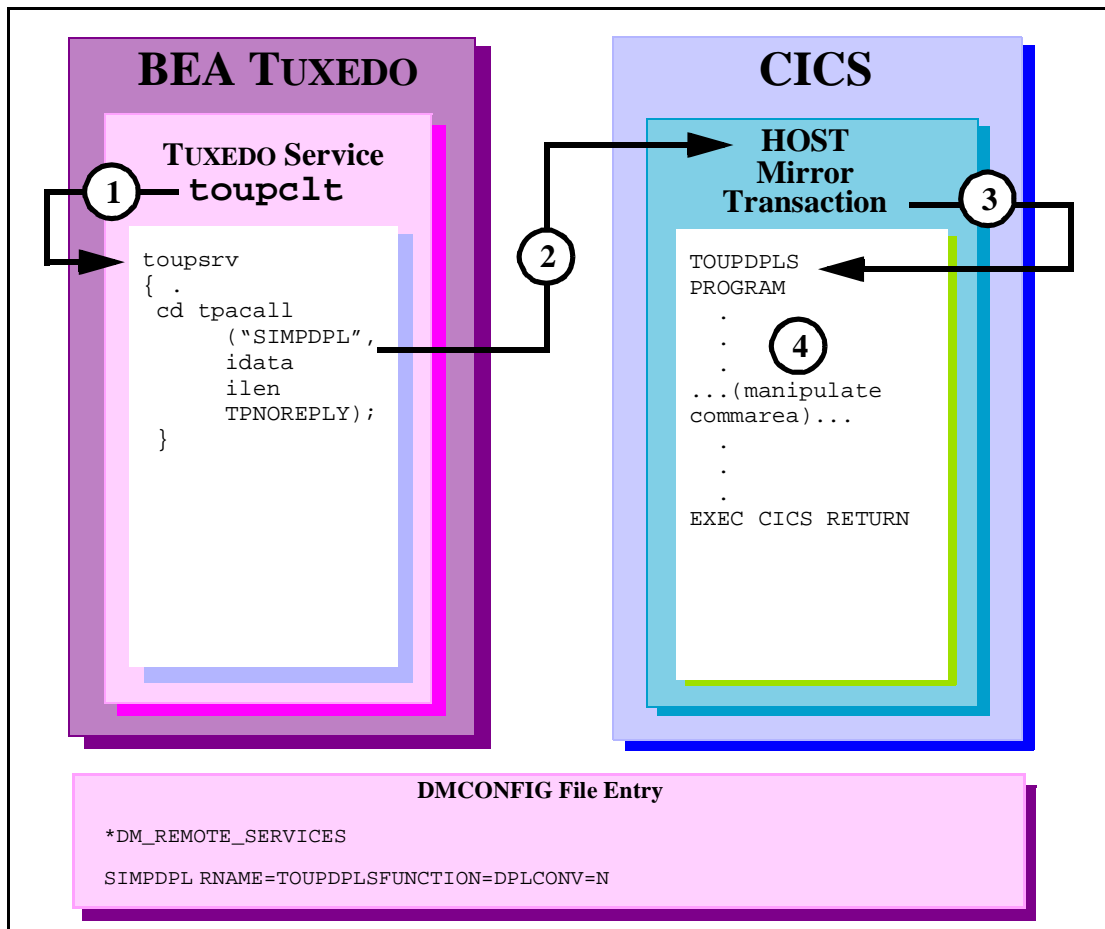 BEA TUXEDO
TUXEDO Service
1
toupclt
toupsrv
{ .
cd tpacall
(“SIMPDPL”,
idata
ilen
TPNOREPLY);
}
2
CICS
HOST
Mirror
Transaction
3
TOUPDPLS
PROGRAM
.
.
.
4
...(manipulate
commarea)...
.
.
.
EXEC CICS RETURN
DMCONFIG File Entry
*DM_REMOTE_SERVICES
SIMPDPL RNAME=TOUPDPLSFUNCTION=DPLCONV=N